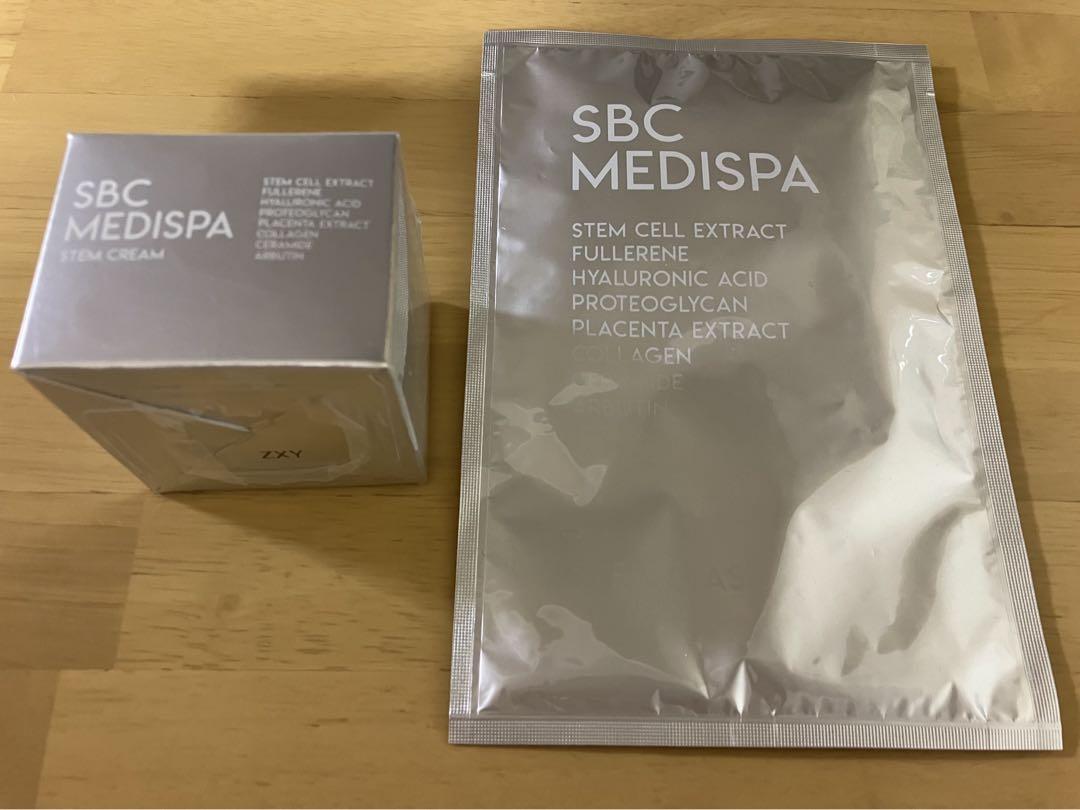 SBC
MEDISPA
STEM CREAM
STEM CELL EXTRACT
FULLERENE
HYALURONIC ACID
PROTEOGLYCAN
PLACENTA EXTRACT
COLLAGEN
CERAMIDE
ARBUTIN
ZXY
SBC
MEDISPA
STEM CELL EXTRACT
FULLERENE
HYALURONIC ACID
PROTEOGLYCAN
PLACENTA EXTRACT
COLLAGEN
ARBUTIN